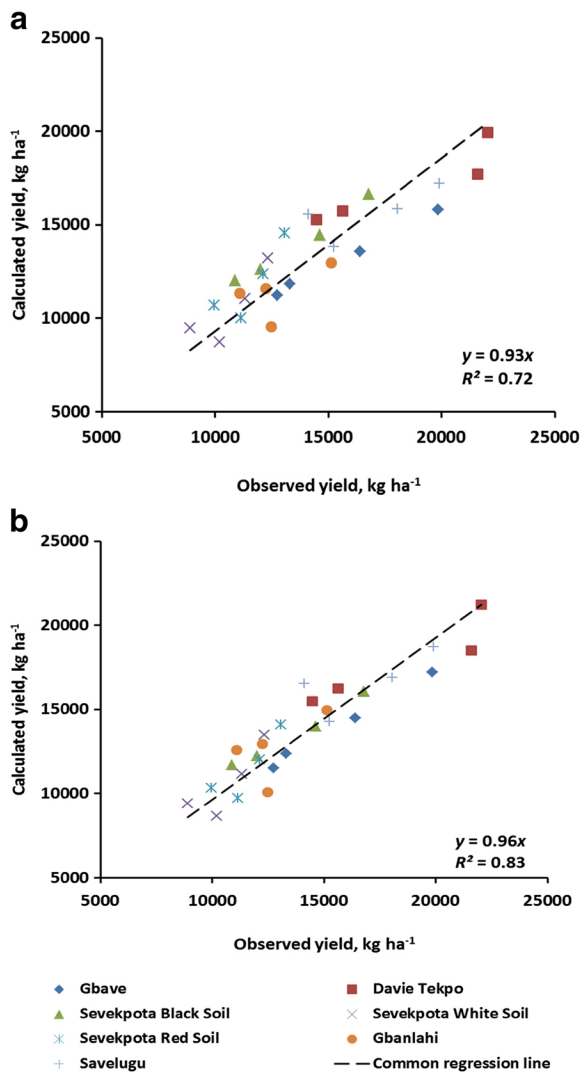 a
25000
20000
15000
10000
5000
Calculated yield, kg ha-1
y = 0.93x
R² = 0.72
5000 10000 15000 20000 25000
Observed yield, kg ha-1
b
25000
20000
15000
10000
5000
Calculated yield, kg ha-1
y = 0.96x
R² = 0.83
5000 10000 15000 20000 25000
Observed yield, kg ha-1
Gbave Davie Tekpo
Sevekpota Black Soil Sevekpota White Soil
Sevekpota Red Soil Gbanlahi
Savelugu Common regression line